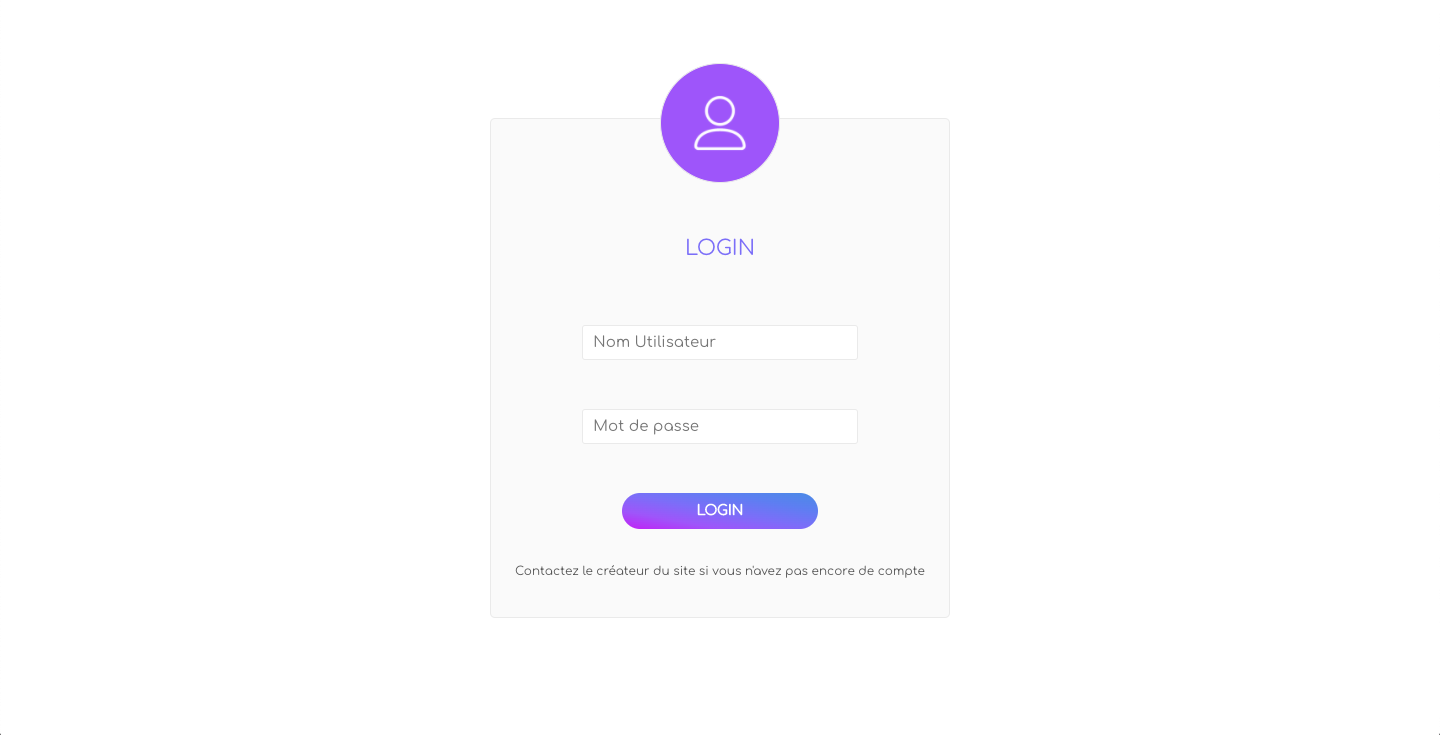 LOGIN
Nom Utilisateur
Mot de passe
LOGIN
Contactez le créateur du site si vous n'avez pas encore de compte